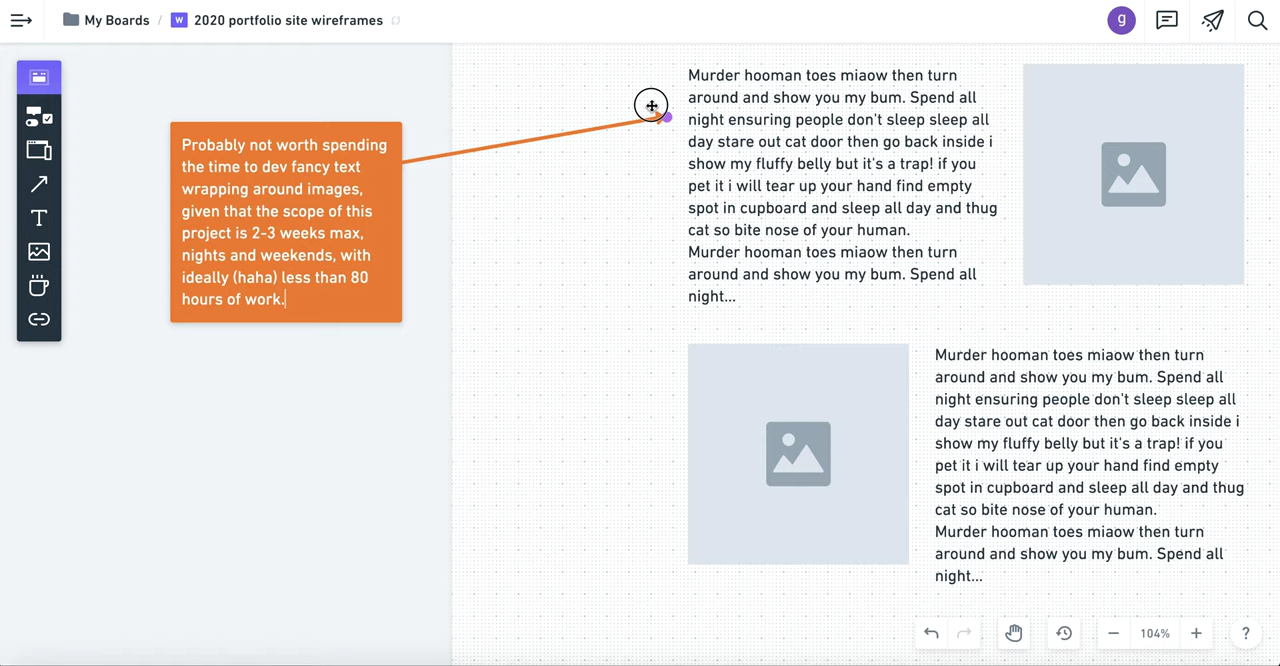 My Boards / W 2020 portfolio site wireframes
g
Probably not worth spending
the time to dev fancy text
wrapping around images,
given that the scope of this
project is 2-3 weeks max,
nights and weekends, with
ideally (haha) less than 80
hours of work.
T
Murder hooman toes miaow then turn
around and show you my bum. Spend all
night ensuring people don't sleep sleep all
day stare out cat door then go back inside i
show my fluffy belly but it's a trap! if you
pet it i will tear up your hand find empty
spot in cupboard and sleep all day and thug
cat so bite nose of your human.
Murder hooman toes miaow then turn
around and show you my bum. Spend all
night...
Murder hooman toes miaow then turn
around and show you my bum. Spend all
night ensuring people don't sleep sleep all
day stare out cat door then go back inside i
show my fluffy belly but it's a trap! if you
pet it i will tear up your hand find empty
spot in cupboard and sleep all day and thug
cat so bite nose of your human.
Murder hooman toes miaow then turn
around and show you my bum. Spend all
night...
− 104% + ?